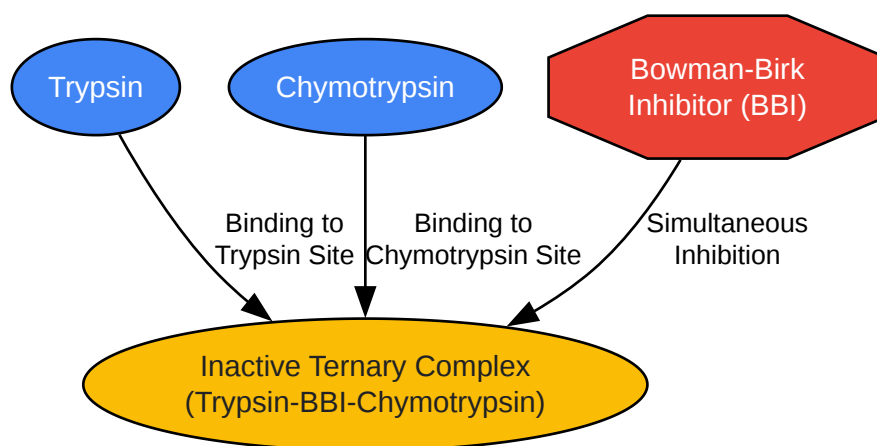 Trypsin
Chymotrypsin
Bowman-Birk
Inhibitor (BBI)
Binding to
Trypsin Site
Binding to
Chymotrypsin Site
Simultaneous
Inhibition
Inactive Ternary Complex
(Trypsin-BBI-Chymotrypsin)